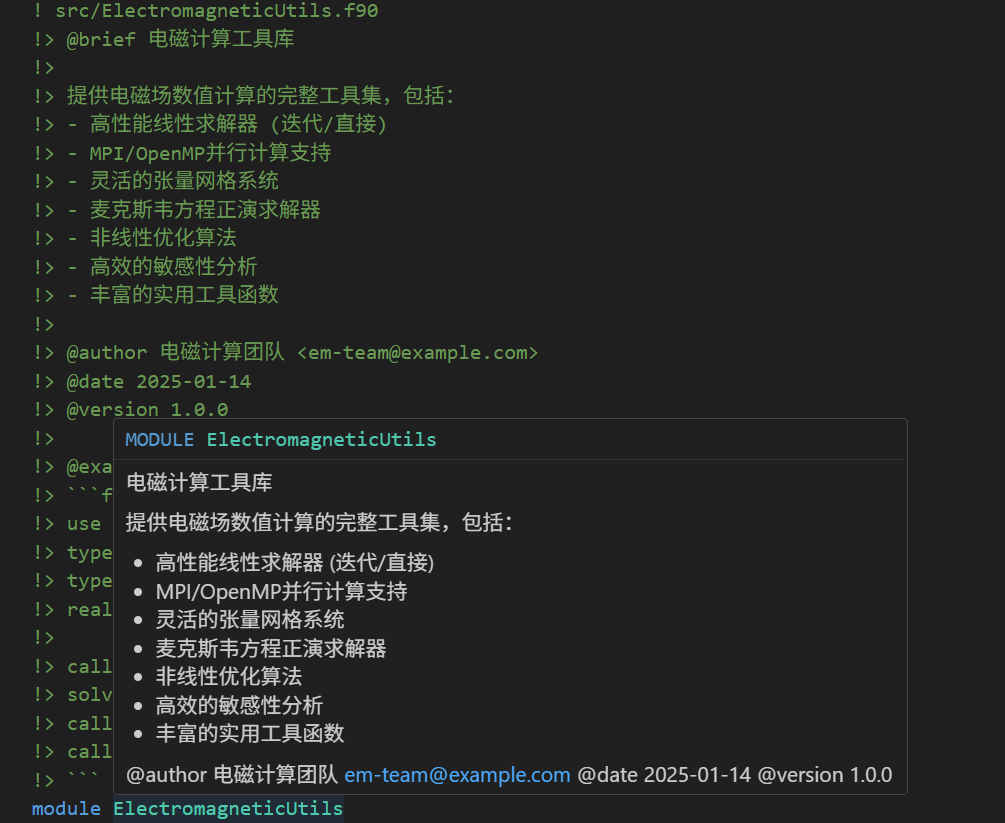 ! src/ElectromagneticUtils.f90
!> @brief 电磁计算工具库
!>
!> 提供电磁场数值计算的完整工具集，包括：
!> - 高性能线性求解器 (迭代/直接)
!> - MPI/OpenMP并行计算支持
!> - 灵活的张量网格系统
!> - 麦克斯韦方程正演求解器
!> - 非线性优化算法
!> - 高效的敏感性分析
!> - 丰富的实用工具函数
!>
!> @author 电磁计算团队 <em-team@example.com>
!> @date 2025-01-14
!> @version 1.0.0
!>
!> @exa
!> ```f
!> use
!> type
!> type
!> real
!>
!> call
!> solv
!> call
!> call
!> ```
MODULE ElectromagneticUtils
电磁计算工具库
提供电磁场数值计算的完整工具集，包括：
• 高性能线性求解器 (迭代/直接)
• MPI/OpenMP并行计算支持
• 灵活的张量网格系统
• 麦克斯韦方程正演求解器
• 非线性优化算法
• 高效的敏感性分析
• 丰富的实用工具函数
@author 电磁计算团队 em-team@example.com @date 2025-01-14 @version 1.0.0
module ElectromagneticUtils